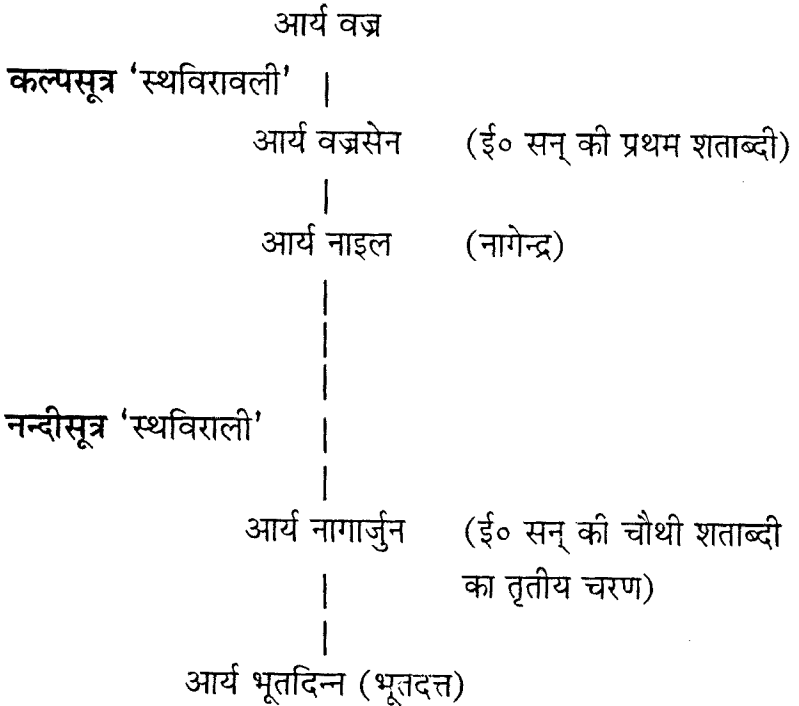 आर्य वज्र
कल्पसूत्र ‘स्थविरावली’
आर्य वज्रसेन (ई० सन् की प्रथम शताब्दी)
आर्य नाइल (नागेन्द्र)
नन्दीसूत्र ‘स्थविराली’
आर्य नागार्जुन (ई० सन् की चौथी शताब्दी
का तृतीय चरण)
आर्य भूतदिन्न (भूतदत्त)